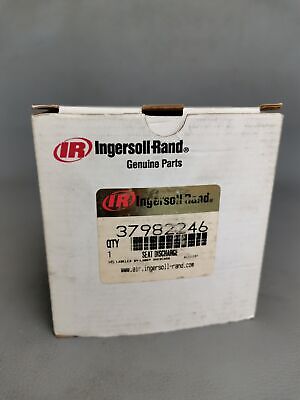 IR Ingersoll-Rand®
Genuine Parts
IR Ingersoll-Rand®
37982246
QTY
1 SEAT DISCHARGE
www.air.ingersoll-rand.com